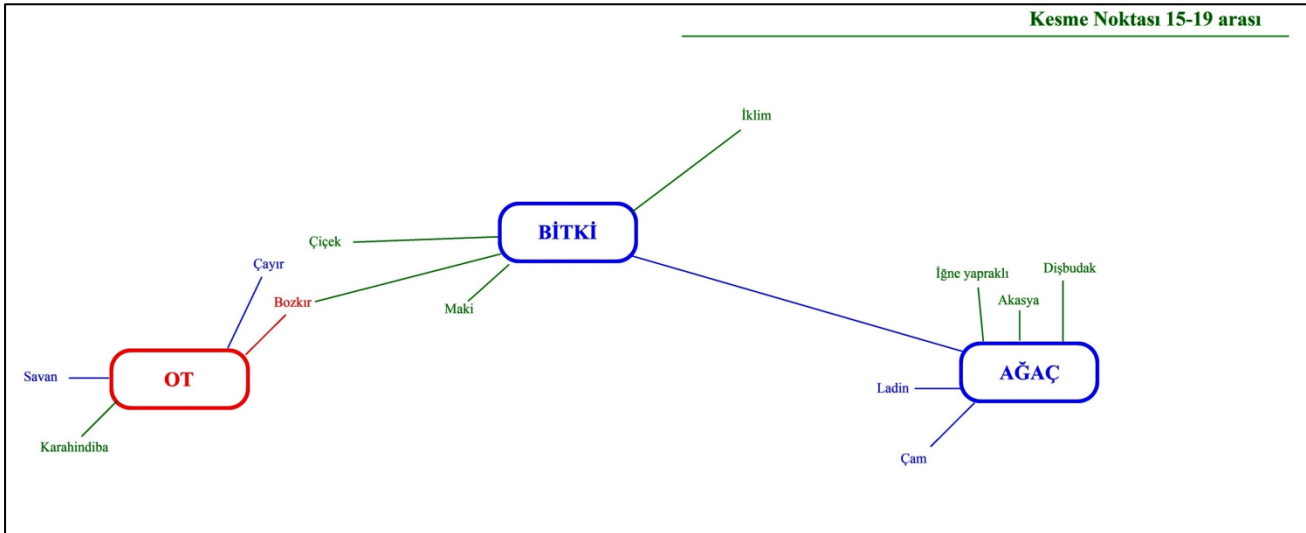 Kesme Noktası 15-19 arası
İklim
BİTKİ
Çiçek
Çayır
Bozkır
Maki
İğne yapraklı
Dişbudak
Akasya
OT
Savan
Karahindiba
AĞAÇ
Ladin
Çam